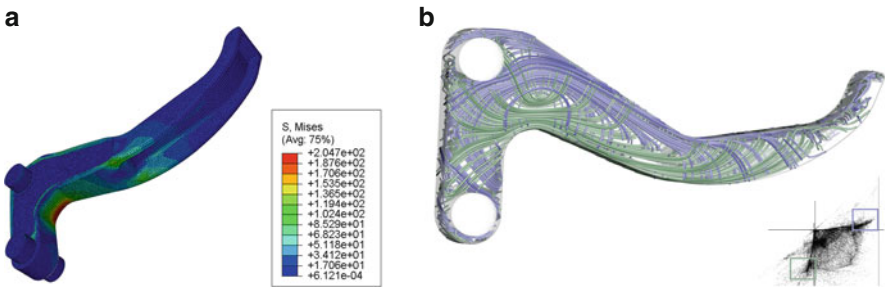 a
b
S, Mises
(Avg: 75%)
+2.047e+02
+1.876e+02
+1.706e+02
+1.535e+02
+1.365e+02
+1.194e+02
+1.024e+02
+8.529e+01
+6.823e+01
+5.118e+01
+3.412e+01
+1.706e+01
+6.121e-04